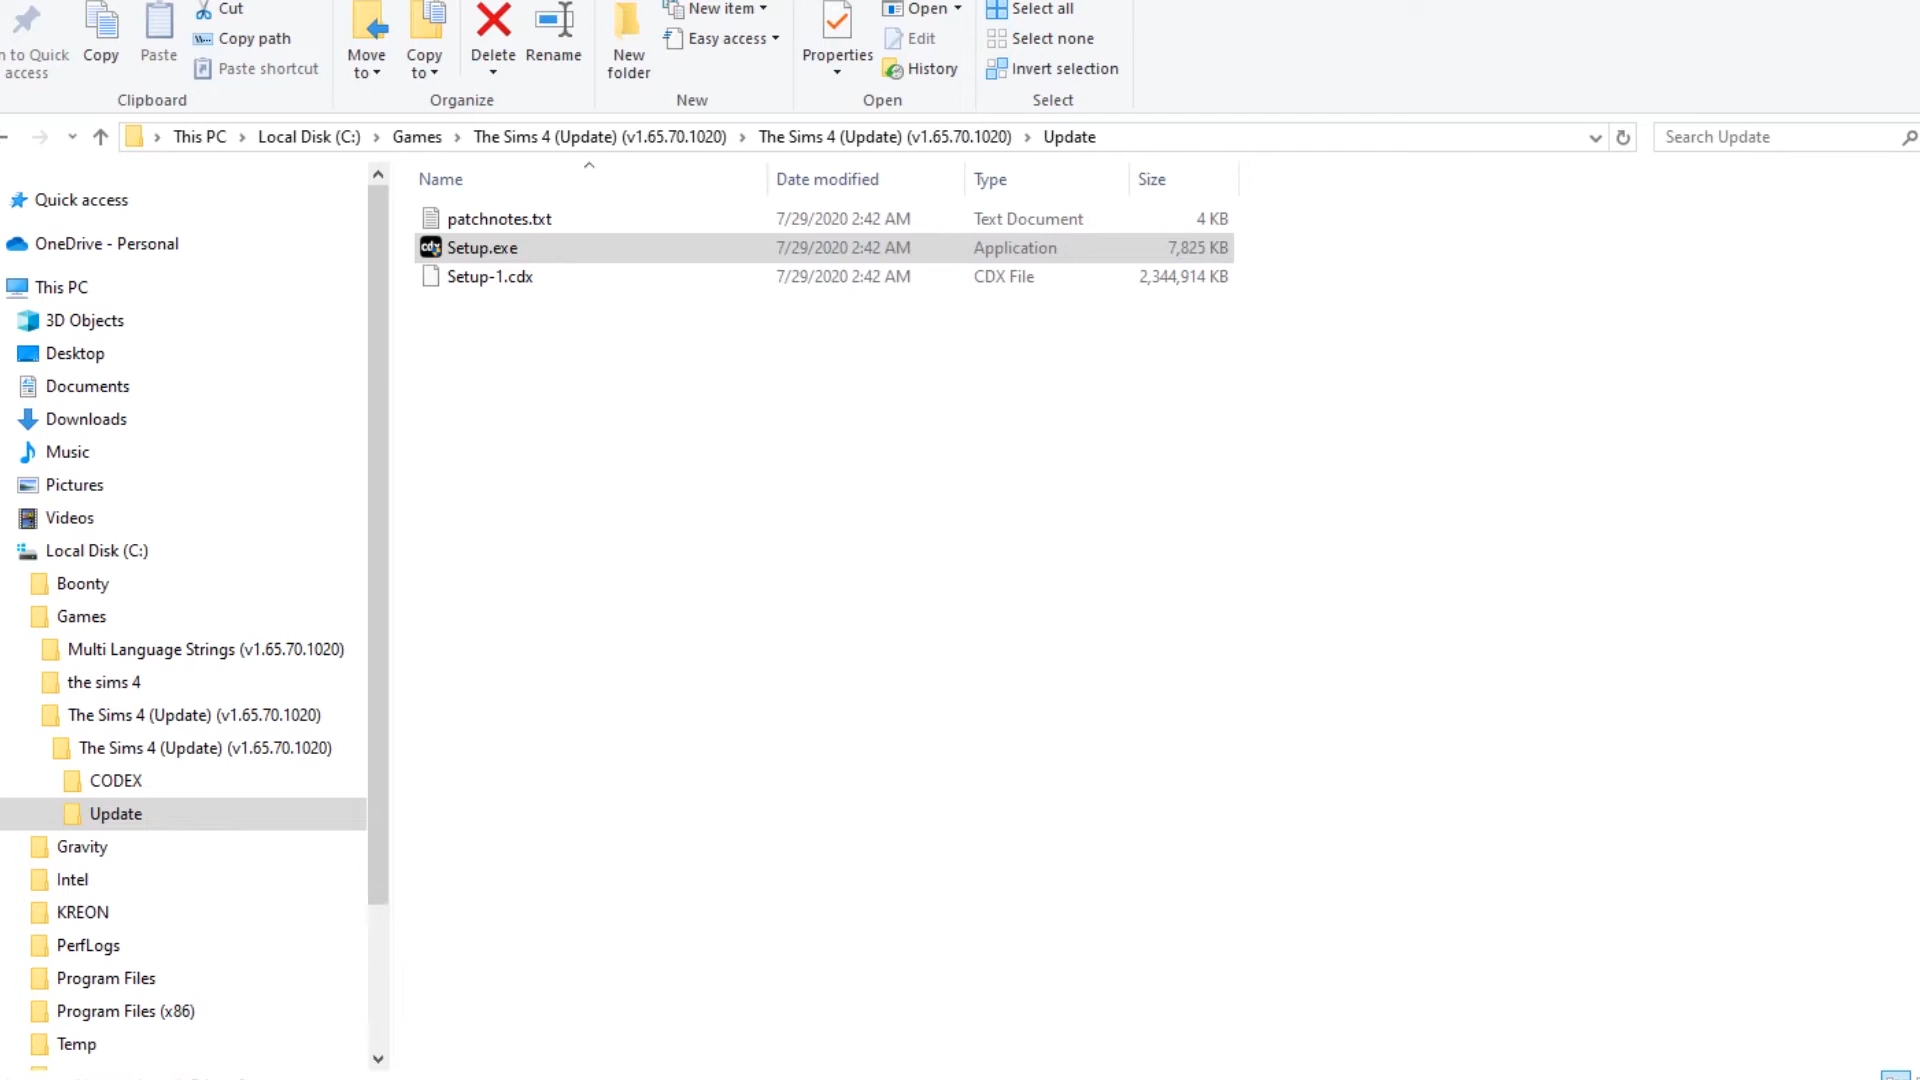 Cut
Copy path
Paste shortcut
n to Quick
access
Copy
Paste
Clipboard
Move
to
Copy
to
Delete
Rename
Organize
New
folder
New item
Easy access
New
Properties
Open
Edit
History
Open
Select all
Select none
Invert selection
Select
This PC > Local Disk (C:) > Games > The Sims 4 (Update) (v1.65.70.1020) > The Sims 4 (Update) (v1.65.70.1020) > Update
Search Update
Name Date modified Type Size
patchnotes.txt 7/29/2020 2:42 AM Text Document 4 KB
cdx Setup.exe 7/29/2020 2:42 AM Application 7,825 KB
Setup-1.cdx 7/29/2020 2:42 AM CDX File 2,344,914 KB
Quick access
OneDrive - Personal
This PC
3D Objects
Desktop
Documents
Downloads
Music
Pictures
Videos
Local Disk (C:)
Boonty
Games
Multi Language Strings (v1.65.70.1020)
the sims 4
The Sims 4 (Update) (v1.65.70.1020)
The Sims 4 (Update) (v1.65.70.1020)
CODEX
Update
Gravity
Intel
KREON
PerfLogs
Program Files
Program Files (x86)
Temp